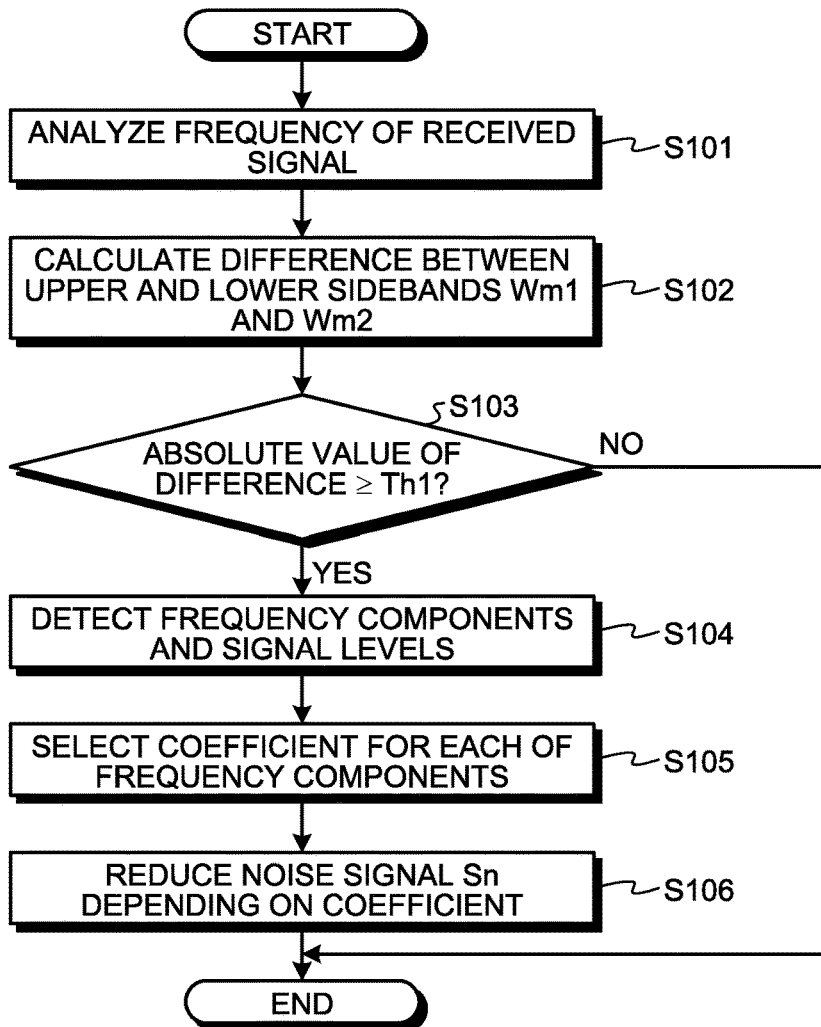 START
ANALYZE FREQUENCY OF RECEIVED
SIGNAL
S101
CALCULATE DIFFERENCE BETWEEN
UPPER AND LOWER SIDEBANDS Wm1
AND Wm2
S102
S103
ABSOLUTE VALUE OF
DIFFERENCE ≥ Th1?
NO
YES
DETECT FREQUENCY COMPONENTS
AND SIGNAL LEVELS
S104
SELECT COEFFICIENT FOR EACH OF
FREQUENCY COMPONENTS
S105
REDUCE NOISE SIGNAL Sn
DEPENDING ON COEFFICIENT
S106
END